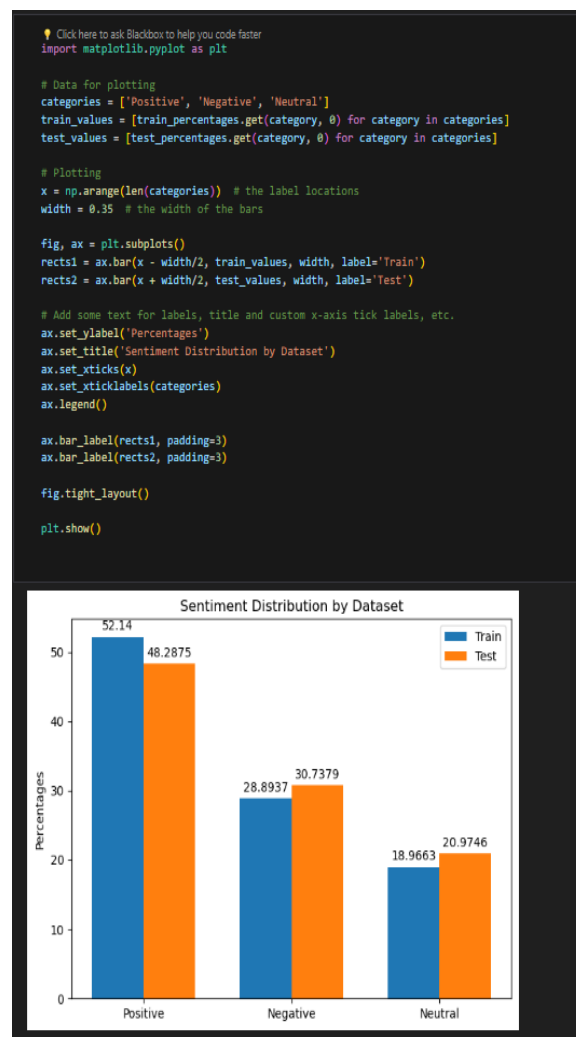 Click here to ask Blackbox to help you code faster
import matplotlib.pyplot as plt
# Data for plotting
categories = ['Positive', 'Negative', 'Neutral']
train_values = [train_percentages.get(category, 0) for category in categories]
test_values = [test_percentages.get(category, 0) for category in categories]
# Plotting
x = np.arange(len(categories))  # the label locations
width = 0.35  # the width of the bars
fig, ax = plt.subplots()
rects1 = ax.bar(x - width/2, train_values, width, label='Train')
rects2 = ax.bar(x + width/2, test_values, width, label='Test')
# Add some text for labels, title and custom x-axis tick labels, etc.
ax.set_ylabel('Percentages')
ax.set_title('Sentiment Distribution by Dataset')
ax.set_xticks(x)
ax.set_xticklabels(categories)
ax.legend()
ax.bar_label(rects1, padding=3)
ax.bar_label(rects2, padding=3)
fig.tight_layout()
plt.show()
Sentiment Distribution by Dataset
52.14
Train
Test
50
48.2875
40
30.7379
30
28.8937
Percentages
20.9746
20
18.9663
10
0
Positive
Negative
Neutral